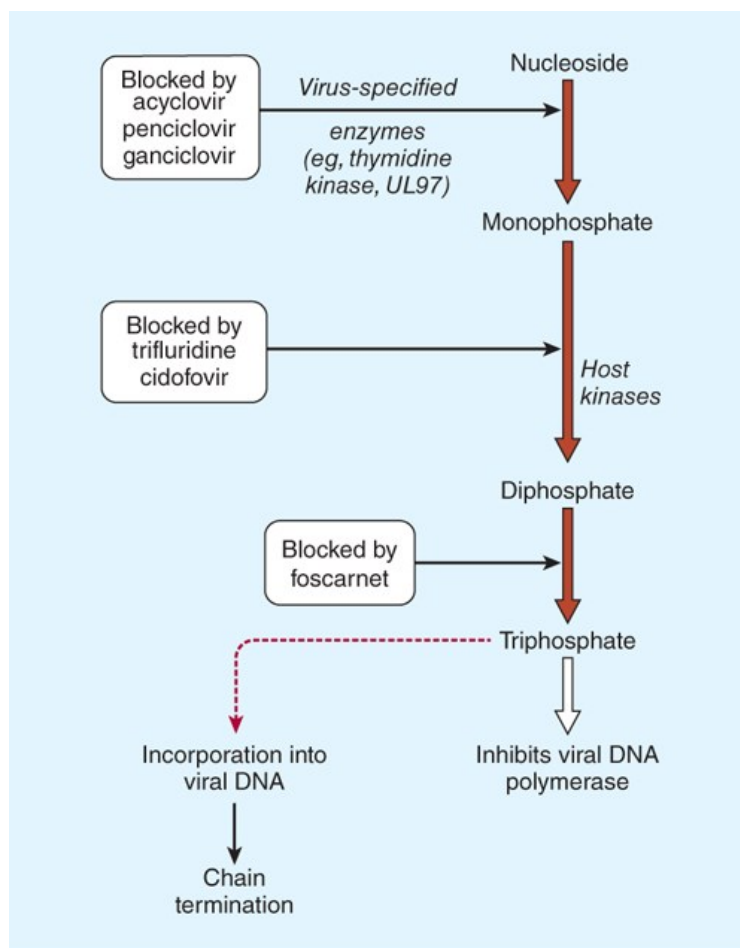 Nucleoside
Blocked by
acyclovir
penciclovir
ganciclovir
Virus-specified
enzymes
(eg, thymidine
kinase, UL97)
Monophosphate
Blocked by
trifluridine
cidofovir
Host
kinases
Diphosphate
Blocked by
foscarnet
Triphosphate
Incorporation into
viral DNA
Inhibits viral DNA
polymerase
Chain
termination